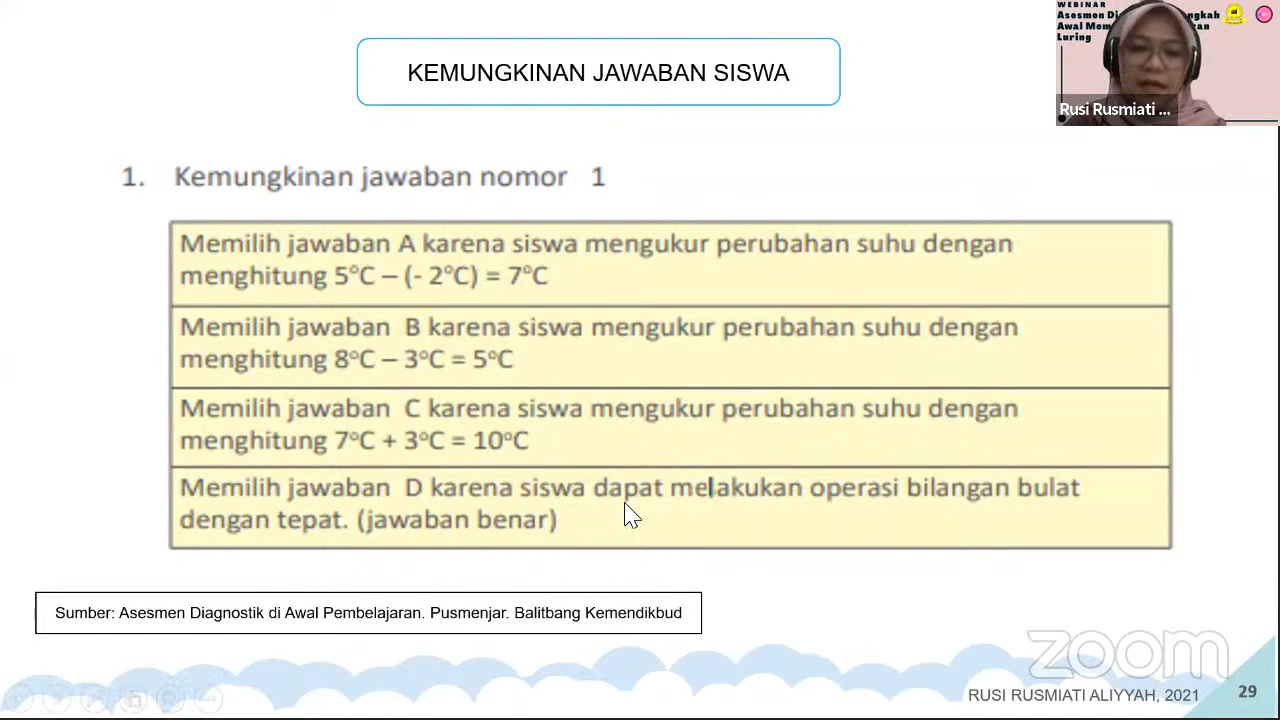 WEBINAR
Asesmen Di ngkah
Awal Mem ran
Luring
Rusi Rusmiati ...
KEMUNGKINAN JAWABAN SISWA
1. Kemungkinan jawaban nomor 1
Memilih jawaban A karena siswa mengukur perubahan suhu dengan
menghitung 5°C – (- 2°C) = 7°C
Memilih jawaban B karena siswa mengukur perubahan suhu dengan
menghitung 8°C – 3°C = 5°C
Memilih jawaban C karena siswa mengukur perubahan suhu dengan
menghitung 7°C + 3°C = 10°C
Memilih jawaban D karena siswa dapat melakukan operasi bilangan bulat
dengan tepat. (jawaban benar)
Sumber: Asesmen Diagnostik di Awal Pembelajaran. Pusmenjar. Balitbang Kemendikbud
zoom
RUSI RUSMIATI ALIYYAH, 2021
29